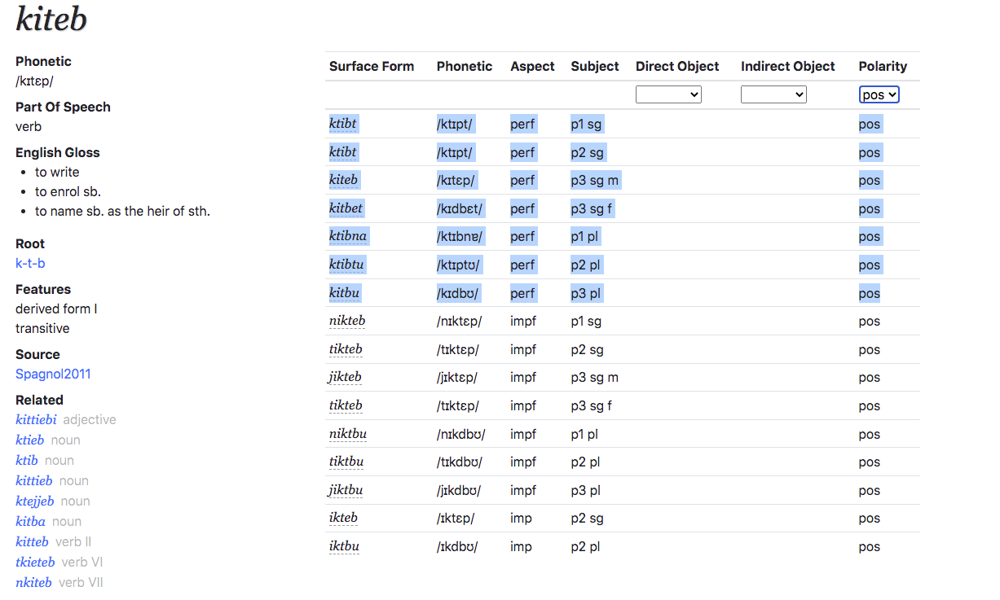 kiteb
Phonetic
/kɪtɛp/
Part Of Speech
verb
English Gloss
• to write
• to enrol sb.
• to name sb. as the heir of sth.
Root
k-t-b
Features
derived form I
transitive
Source
Spagnol2011
Related
kittiebi adjective
ktieb noun
ktib noun
kittieb noun
ktejjeb noun
kitba noun
kitteb verb II
tkieteb verb VI
nkiteb verb VII
Surface Form Phonetic Aspect Subject Direct Object Indirect Object Polarity
pos
ktibt /ktɪpt/ perf p1 sg pos
ktibt /ktɪpt/ perf p2 sg pos
kiteb /kɪtɛp/ perf p3 sg m pos
kitbet /kɪdbɛt/ perf p3 sg f pos
ktibna /ktɪbnɐ/ perf p1 pl pos
ktibtu /ktɪptʊ/ perf p2 pl pos
kitbu /kɪdbʊ/ perf p3 pl pos
nikteb /nɪktɛp/ impf p1 sg pos
tikteb /tɪktɛp/ impf p2 sg pos
jikteb /jɪktɛp/ impf p3 sg m pos
tikteb /tɪktɛp/ impf p3 sg f pos
niktbu /nɪkdbʊ/ impf p1 pl pos
tiktbu /tɪkdbʊ/ impf p2 pl pos
jiktbu /jɪkdbʊ/ impf p3 pl pos
ikteb /ɪktɛp/ imp p2 sg pos
iktbu /ɪkdbʊ/ imp p2 pl pos